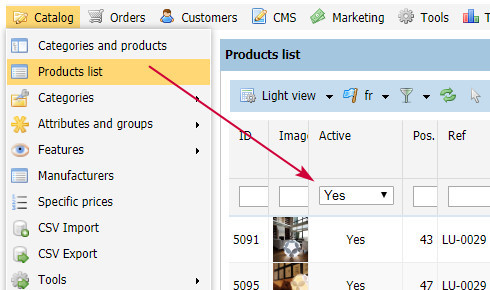 Catalog Orders Customers CMS Marketing Tools
Categories and products
Products list
Categories
Attributes and groups
Features
Manufacturers
Specific prices
CSV Import
CSV Export
Tools
Products list
Light view fr
ID Active Pos. Ref
Yes
5091 Yes 43 LU-0029
5095 Yes 47 LU-0029